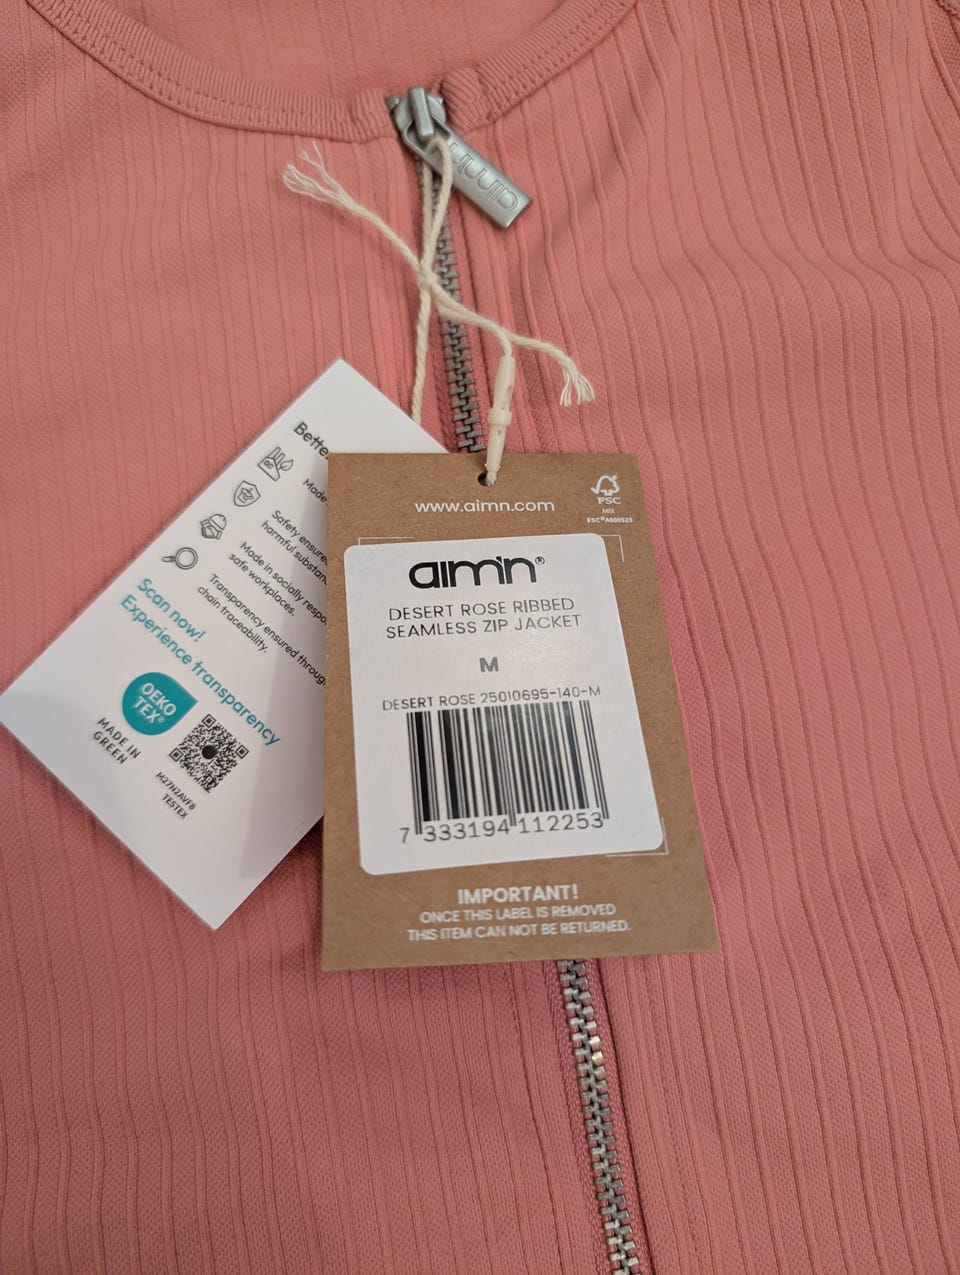 aimn
Bette
Made
Safety ensure
harmful substan
Made in socially respo
safe workplaces.
Transparency ensured throug
chain traceability.
Scan now!
Experience transparency
OEKO
TEX®
MADE IN
GREEN
M27H2AVF8
TESTEX
www.aimn.com
FSC
MIX
FSC® A000523
aim'n®
DESERT ROSE RIBBED
SEAMLESS ZIP JACKET
M
DESERT ROSE 25010695-140-M
7 333194 112253
IMPORTANT!
ONCE THIS LABEL IS REMOVED
THIS ITEM CAN NOT BE RETURNED.